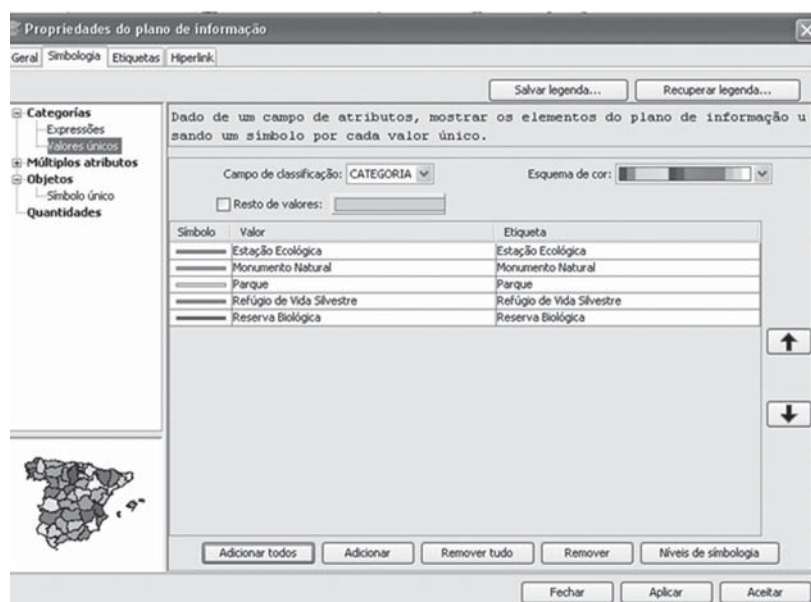 Propriedades do plano de informação
Geral Simbologia Etiquetas Hiperlink
Salvar legenda... Recuperar legenda...
Categorías
Expressões
Valores únicos
Múltiplos atributos
Objetos
Símbolo único
Quantidades
Dado de um campo de atributos, mostrar os elementos do plano de informação u
sando um símbolo por cada valor único.
Campo de classificação: CATEGORIA Esquema de cor:
Resto de valores:
Símbolo Valor Etiqueta
Estação Ecológica Estação Ecológica
Monumento Natural Monumento Natural
Parque Parque
Refúgio de Vida Silvestre Refúgio de Vida Silvestre
Reserva Biológica Reserva Biológica
Adicionar todos Adicionar Remover tudo Remover Níveis de símbologia
Fechar Aplicar Aceitar